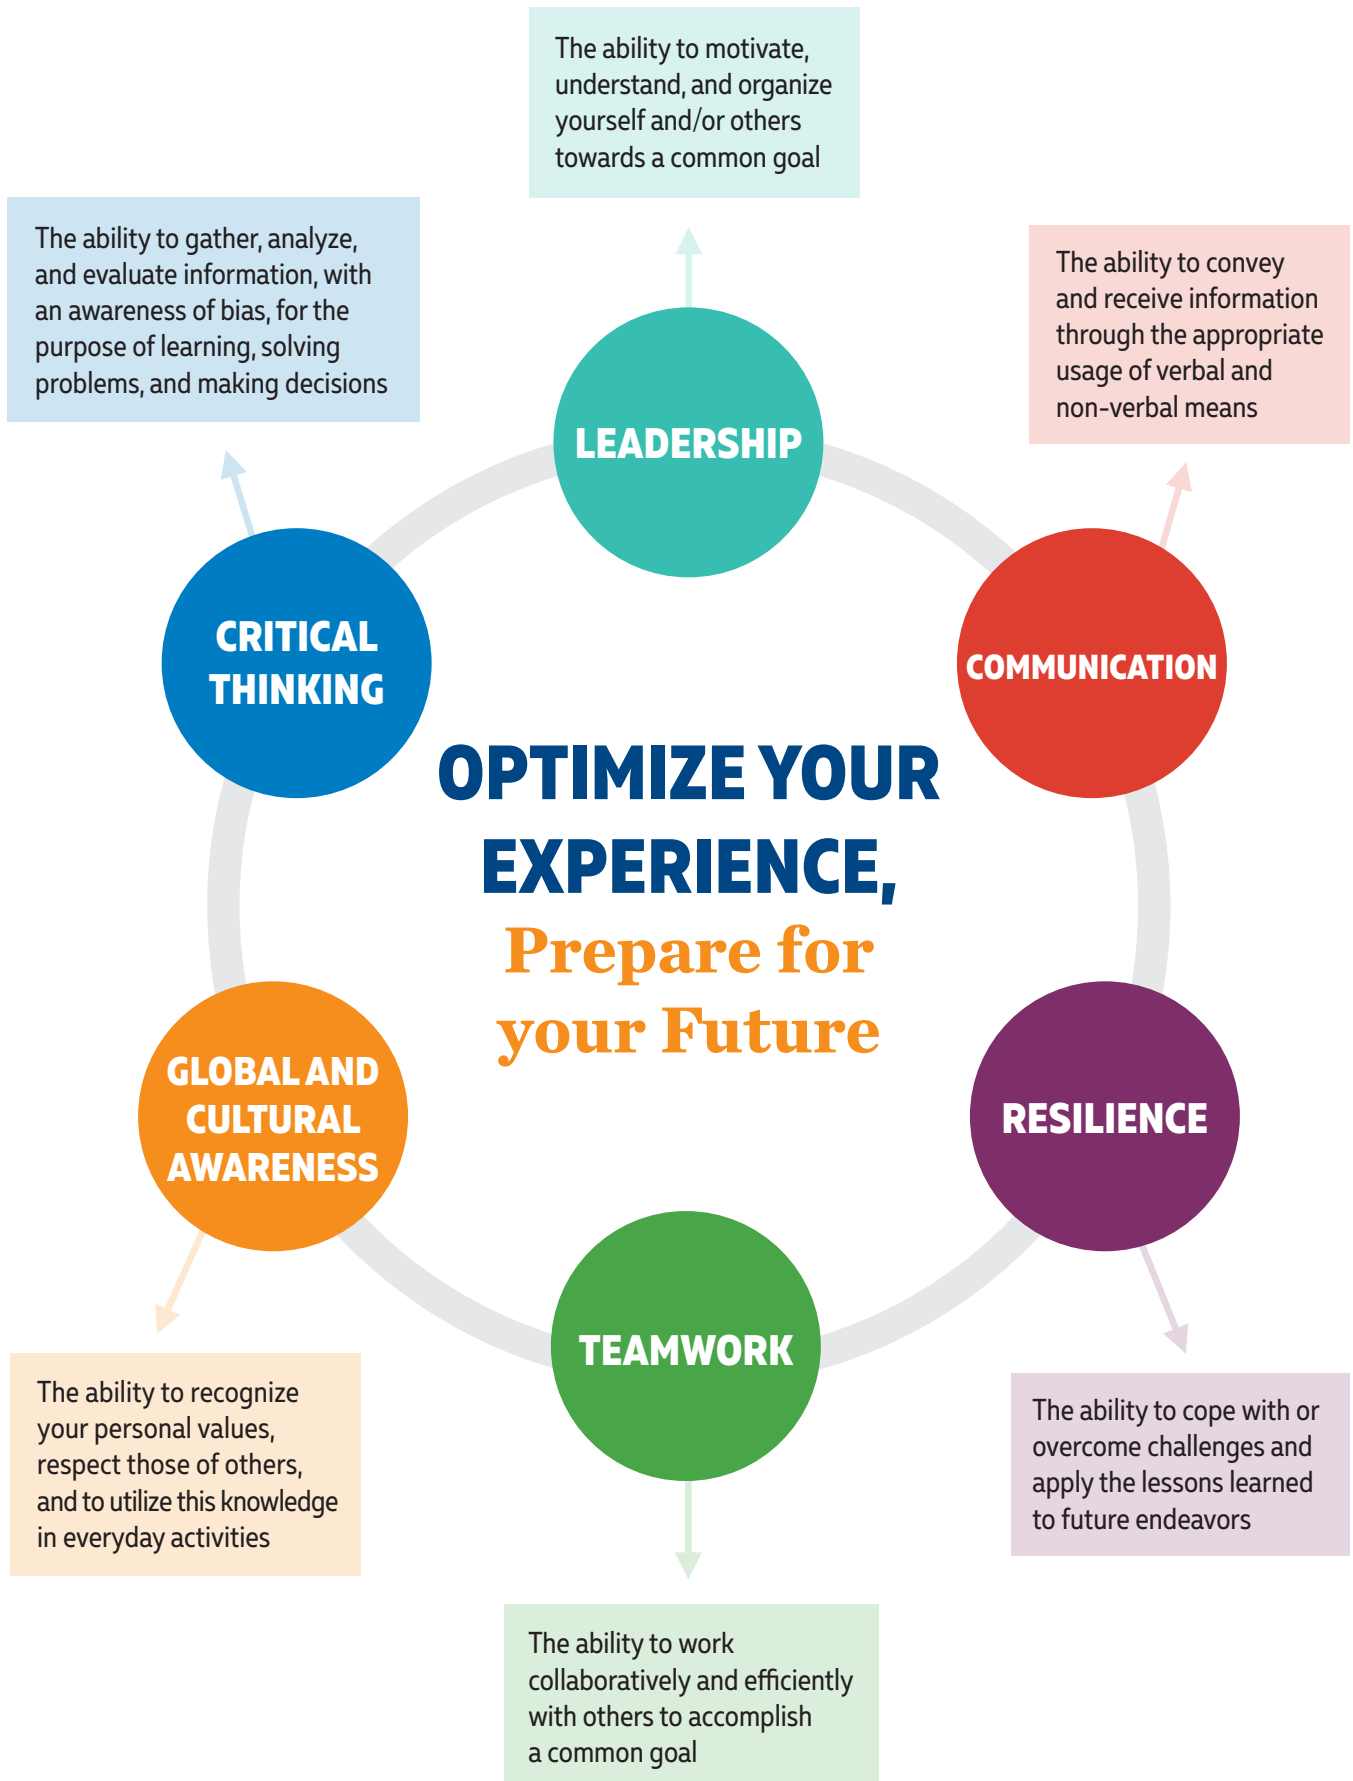 The ability to motivate,
understand, and organize
yourself and/or others
towards a common goal
LEADERSHIP
The ability to convey
and receive information
through the appropriate
usage of verbal and
non-verbal means
COMMUNICATION
The ability to gather, analyze,
and evaluate information, with
an awareness of bias, for the
purpose of learning, solving
problems, and making decisions
CRITICAL
THINKING
OPTIMIZE YOUR
EXPERIENCE,
Prepare for
your Future
GLOBAL AND
CULTURAL
AWARENESS
The ability to recognize
your personal values,
respect those of others,
and to utilize this knowledge
in everyday activities
RESILIENCE
The ability to cope with or
overcome challenges and
apply the lessons learned
to future endeavors
TEAMWORK
The ability to work
collaboratively and efficiently
with others to accomplish
a common goal